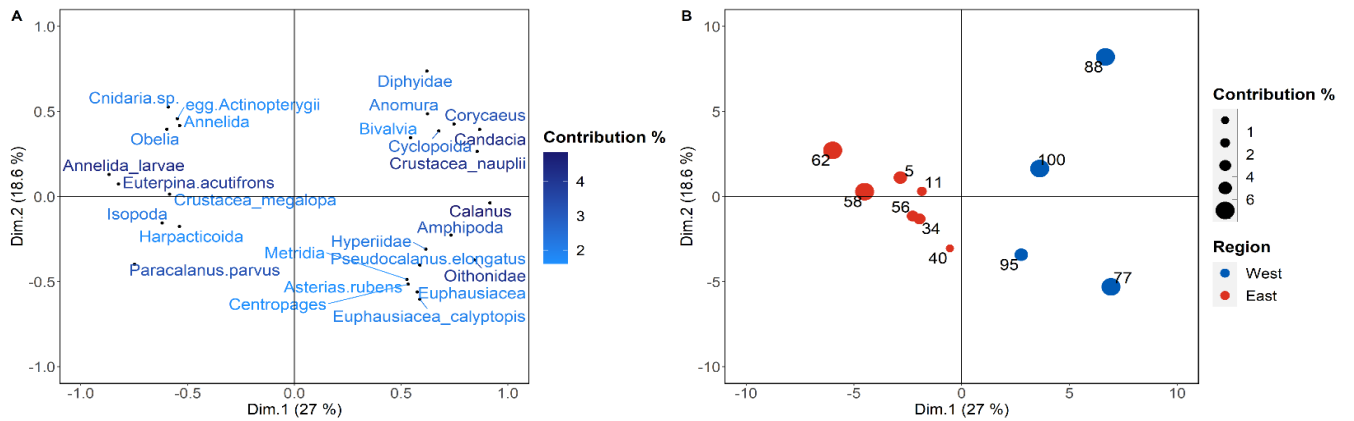 A
1.0
0.5
0.0
-0.5
-1.0
Dim.2 (18.6 %)
Diphyidae
Cnidaria.sp.
egg.Actinopterygii
Anomura
Corycaeus
Annelida
Bivalvia
Obelia
Candacia
Cyclopoida
Annelida_larvae
Crustacea_nauplii
Euterpina.acutifrons
Crustacea_megalopa
Calanus
Isopoda
Amphipoda
Harpacticoida
Hyperiidae
Metridia
Pseudocalanus.elongatus
Paracalanus.parvus
Oithonidae
Asterias.rubens
Euphausiacea
Centropages
Euphausiacea_calyptopis
-1.0
-0.5
0.0
0.5
1.0
Dim.1 (27 %)
Contribution %
4
3
2
B
10
5
0
-5
-10
Dim.2 (18.6 %)
88
62
5
100
11
58
56
34
40
95
77
-10
-5
0
5
10
Dim.1 (27 %)
Contribution %
1
2
4
6
Region
West
East